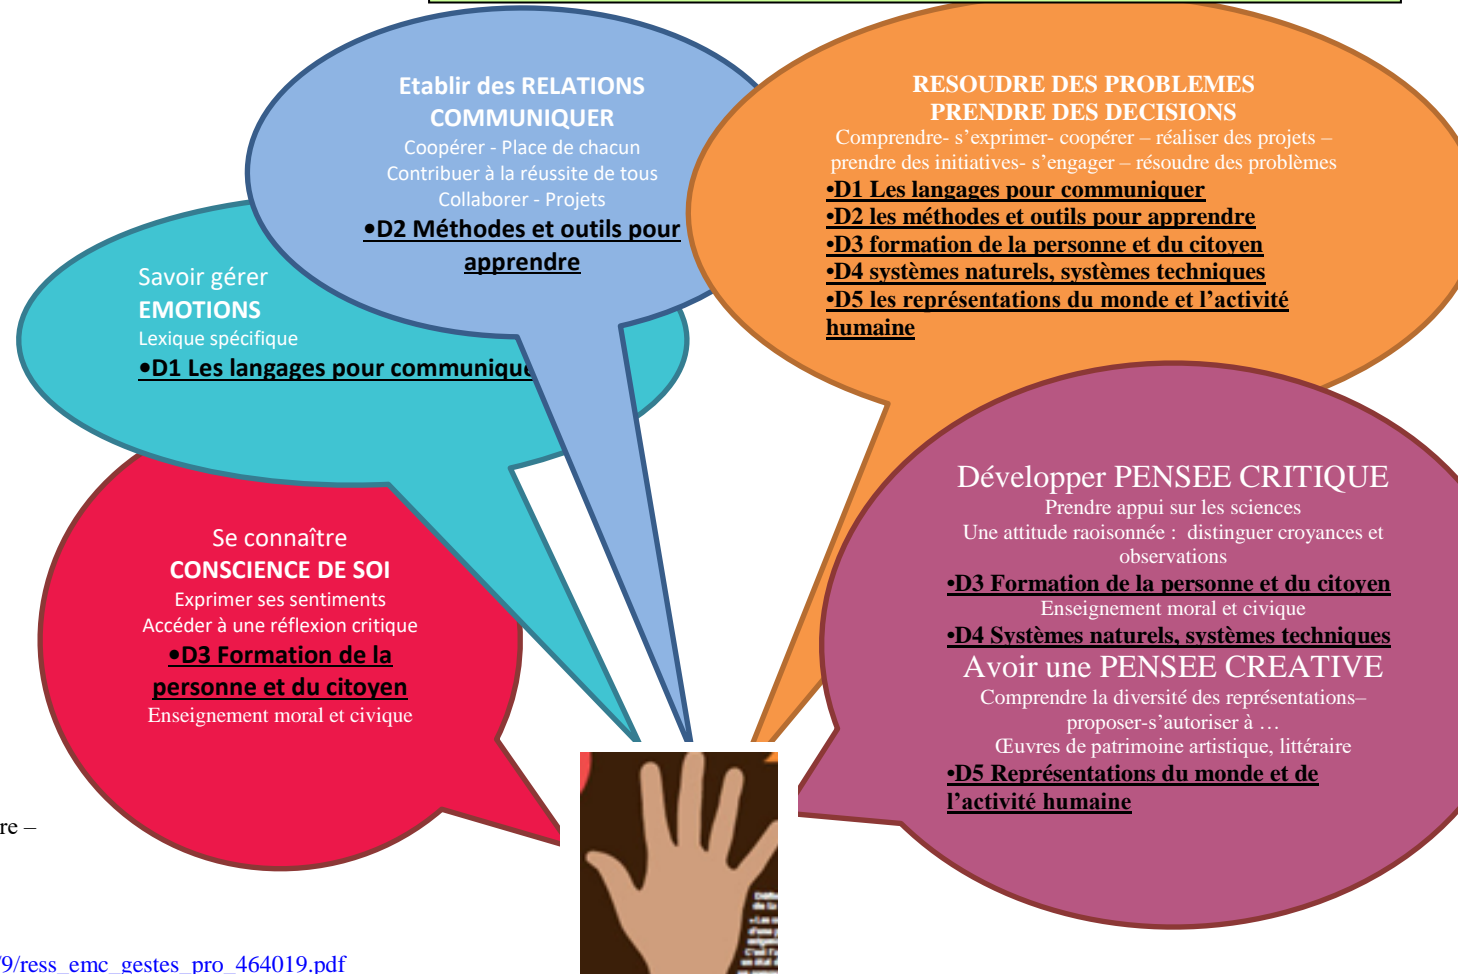 Etablir des RELATIONS
COMMUNIQUER
Coopérer - Place de chacun
Contribuer à la réussite de tous
Collaborer - Projets
•D2 Méthodes et outils pour
apprendre
RESOUDRE DES PROBLEMES
PRENDRE DES DECISIONS
Comprendre- s’exprimer- coopérer – réaliser des projets –
prendre des initiatives- s’engager – résoudre des problèmes
•D1 Les langages pour communiquer
•D2 les méthodes et outils pour apprendre
•D3 formation de la personne et du citoyen
•D4 systèmes naturels, systèmes techniques
•D5 les représentations du monde et l’activité
humaine
Savoir gérer
EMOTIONS
Lexique spécifique
•D1 Les langages pour communique
Se connaître
CONSCIENCE DE SOI
Exprimer ses sentiments
Accéder à une réflexion critique
•D3 Formation de la
personne et du citoyen
Enseignement moral et civique
Développer PENSEE CRITIQUE
Prendre appui sur les sciences
Une attitude raoisonnée : distinguer croyances et
observations
•D3 Formation de la personne et du citoyen
Enseignement moral et civique
•D4 Systèmes naturels, systèmes techniques
Avoir une PENSEE CREATIVE
Comprendre la diversité des représentations–
proposer-s’autoriser à …
Œuvres de patrimoine artistique, littéraire
•D5 Représentations du monde et de
l’activité humaine
re –
/9/ress_emc_gestes_pro_464019.pdf